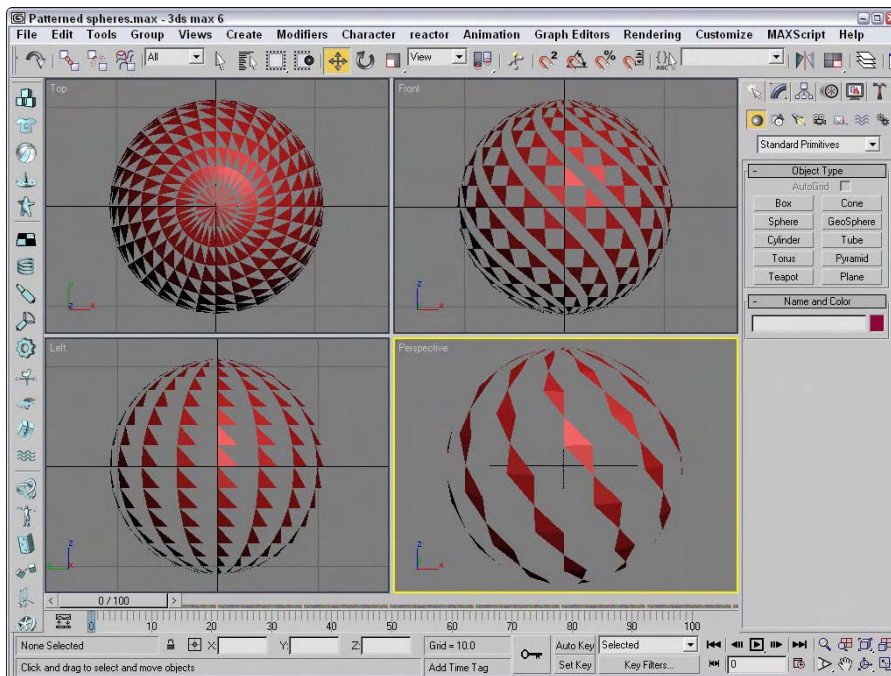 Patterned spheres.max - 3ds max 6
File Edit Tools Group Views Create Modifiers Character reactor Animation Graph Editors Rendering Customize MAXScript Help
All
View
ABC
Top
Front
Standard Primitives
- Object Type
AutoGrid
Box Cone
Sphere GeoSphere
Cylinder Tube
Torus Pyramid
Teapot Plane
- Name and Color
y
z x
z
x
Left
Perspective
z
x
z
x
< 0 / 100 >
0 10 20 30 40 50 60 70 80 90 100
None Selected X: Y: Z: Grid = 10.0 Auto Key Selected
Click and drag to select and move objects Add Time Tag Set Key Key Filters... 0